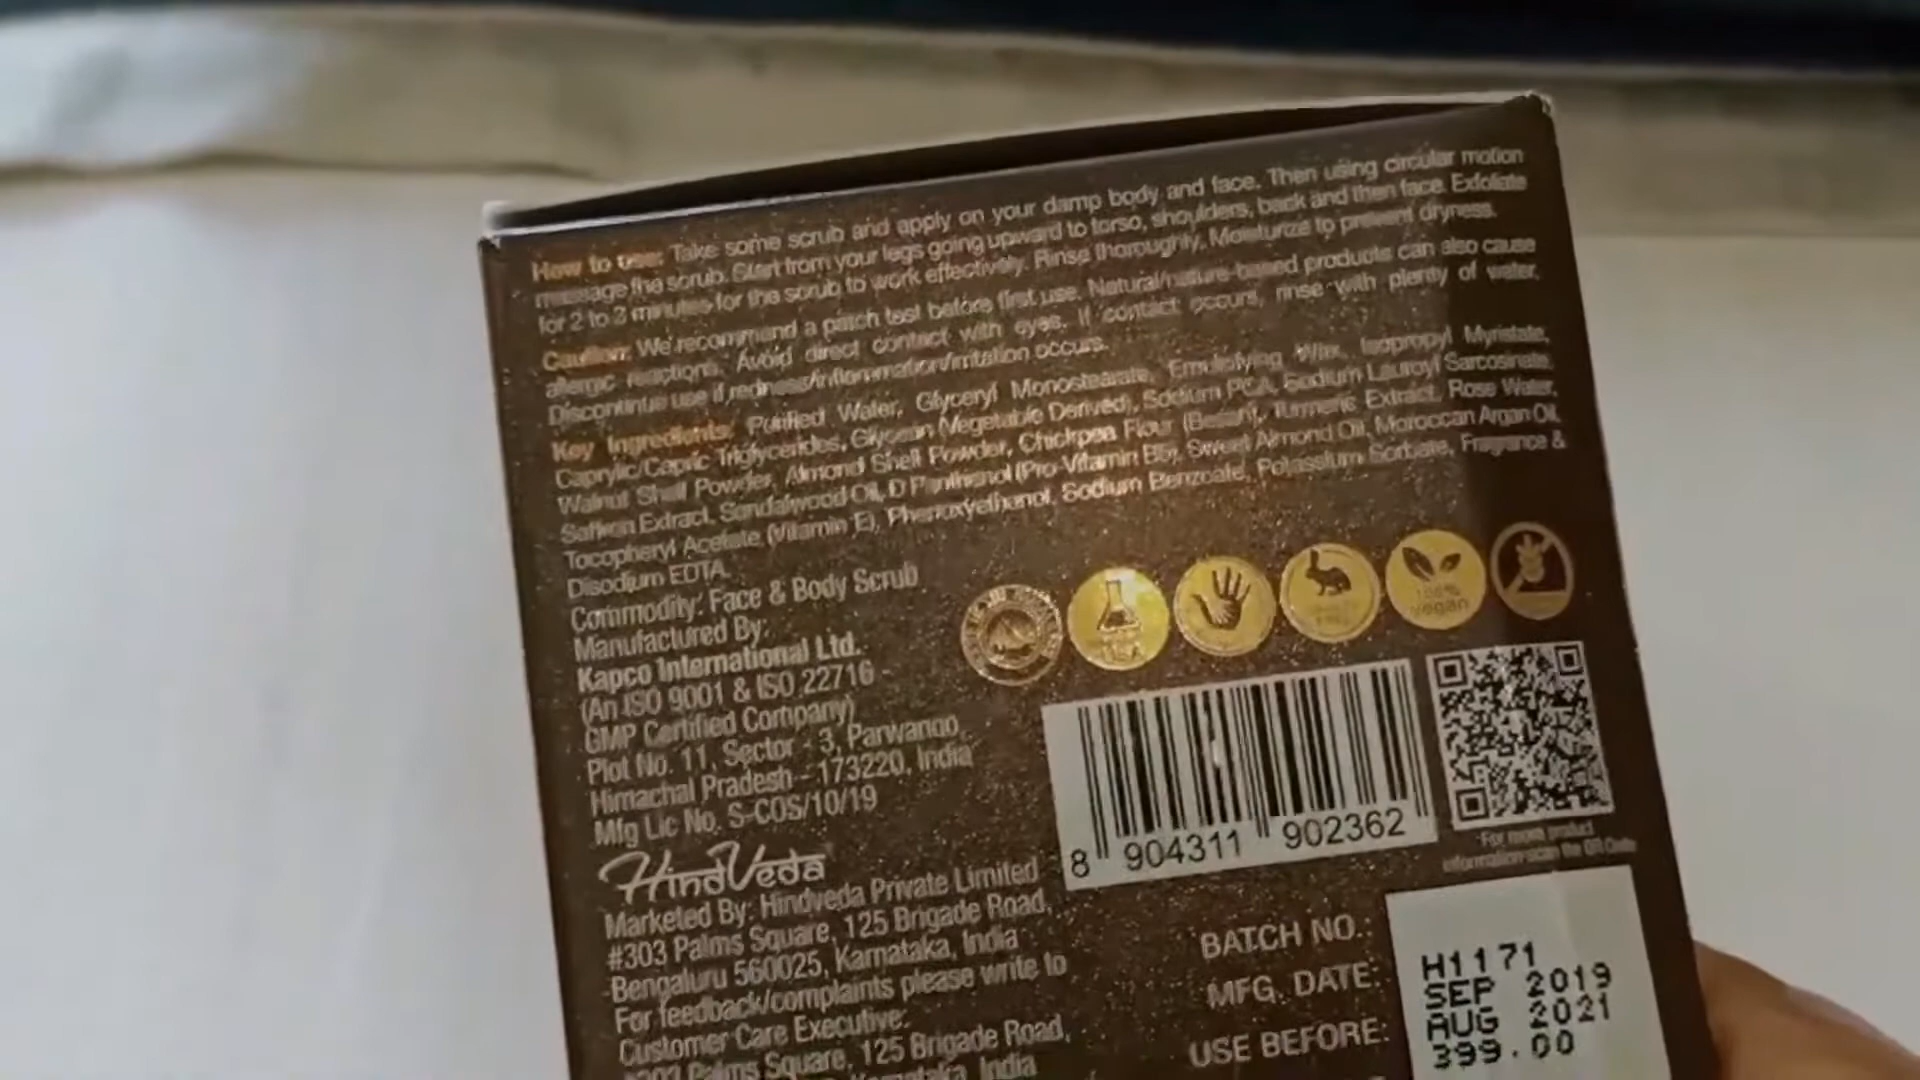 How to use: Take some scrub and apply on your damp body and face. Then using circular motion
massage the scrub. Start from your legs going upward to torso, shoulders, back and then face. Exfoliate
for 2 to 3 minutes for the scrub to work effectively. Rinse thoroughly. Moisturize to prevent dryness.
Caution: We recommend a patch test before first use. Natural/nature-based products can also cause
allergic reactions. Avoid direct contact with eyes. If contact occurs, rinse with plenty of water.
Discontinue use if redness/inflammation/irritation occurs.
Key Ingredients: Purified Water, Glyceryl Monostearate, Emulsifying Wax, Isopropyl Myristate,
Caprylic/Capric Triglycerides, Glycerin (Vegetable Derived), Sodium PCA, Sodium Lauroyl Sarcosinate,
Walnut Shell Powder, Almond Shell Powder, Chickpea Flour (Besan), Turmeric Extract, Rose Water,
Saffron Extract, Sandalwood Oil, D Panthenol (Pro-Vitamin B5), Sweet Almond Oil, Moroccan Argan Oil,
Tocopheryl Acetate (Vitamin E), Phenoxyethanol, Sodium Benzoate, Potassium Sorbate, Fragrance &
Disodium EDTA.
Commodity: Face & Body Scrub
Manufactured By:
Kapco International Ltd.
(An ISO 9001 & ISO 22716 -
GMP Certified Company)
Plot No. 11, Sector - 3, Parwanoo,
Himachal Pradesh - 173220, India
Mfg Lic No. S-COS/10/19
100%
vegan
8 904311 902362
For more product
information scan the QR Code
HindVeda
Marketed By: Hindveda Private Limited
#303 Palms Square, 125 Brigade Road,
Bengaluru 560025, Karnataka, India
For feedback/complaints please write to
Customer Care Executive:
Palms Square, 125 Brigade Road,
Karnataka, India
BATCH NO.: H1171
MFG. DATE: SEP 2019
USE BEFORE: AUG 2021
399.00